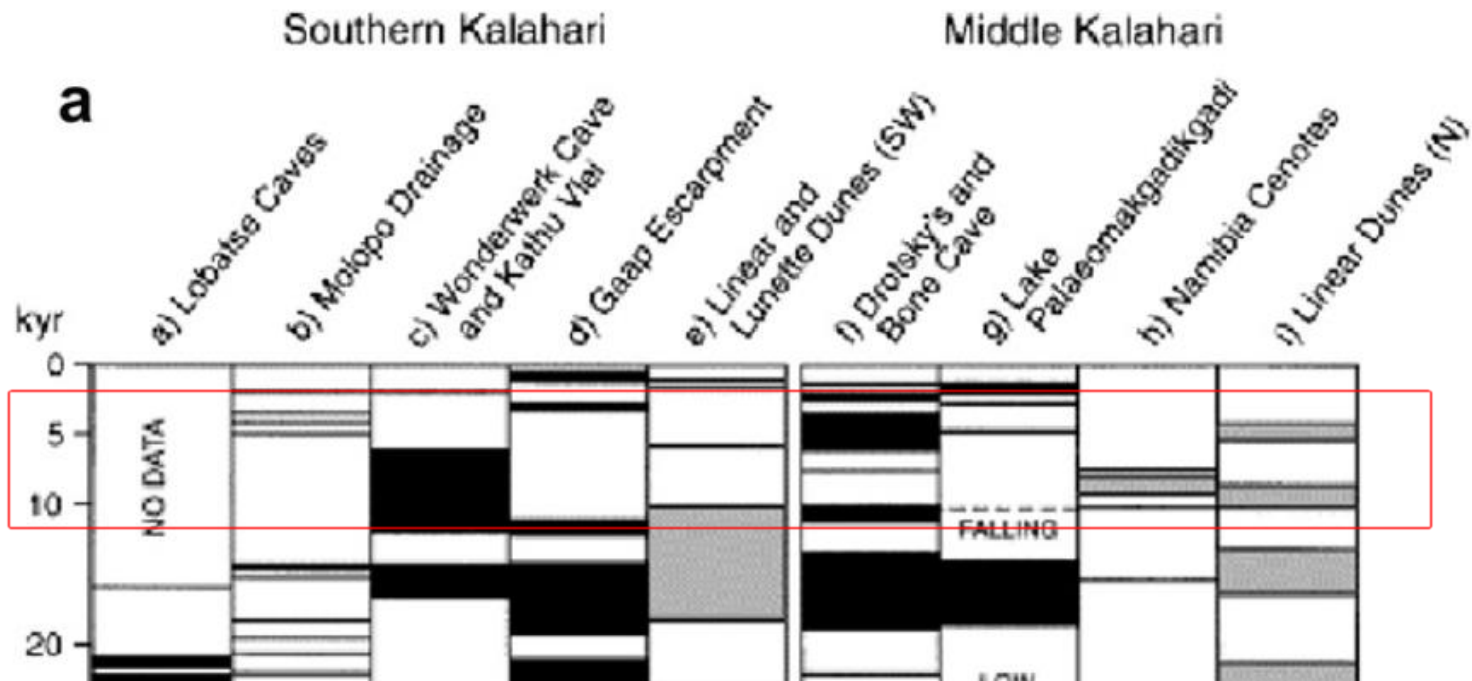 Southern Kalahari
Middle Kalahari
a
a) Lobatse Caves
b) Molopo Drainage
c) Wonderwerk Cave
and Kathu Vlei
d) Gaap Escarpment
e) Linear and
Lunette Dunes (SW)
f) Drotsky's and
Bone Cave
g) Lake
Palaeomakgadikgadi
h) Namibia Cenotes
i) Linear Dunes (N)
kyr
0
5
10
20
NO DATA
FALLING
LOW